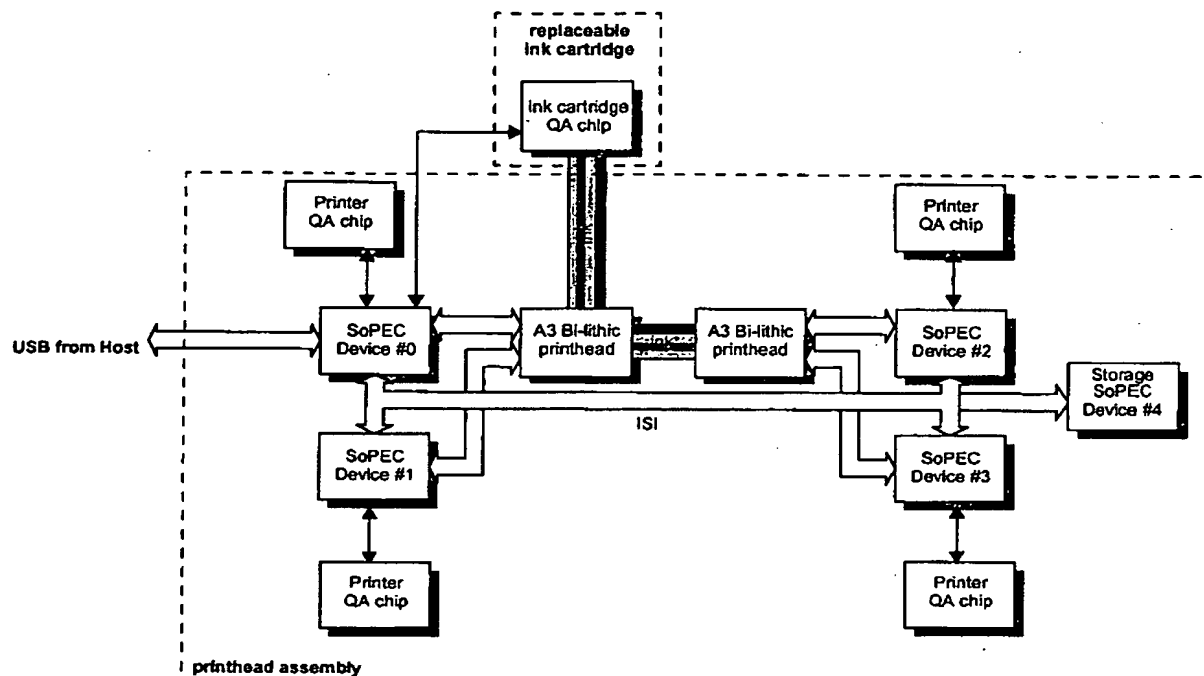 replaceable
ink cartridge
Ink cartridge
QA chip
Printer
QA chip
Printer
QA chip
USB from Host
SoPEC
Device #0
A3 Bi-lithic
printhead
ink
A3 Bi-lithic
printhead
SoPEC
Device #2
Storage
SoPEC
Device #4
ISI
SoPEC
Device #1
SoPEC
Device #3
Printer
QA chip
Printer
QA chip
printhead assembly